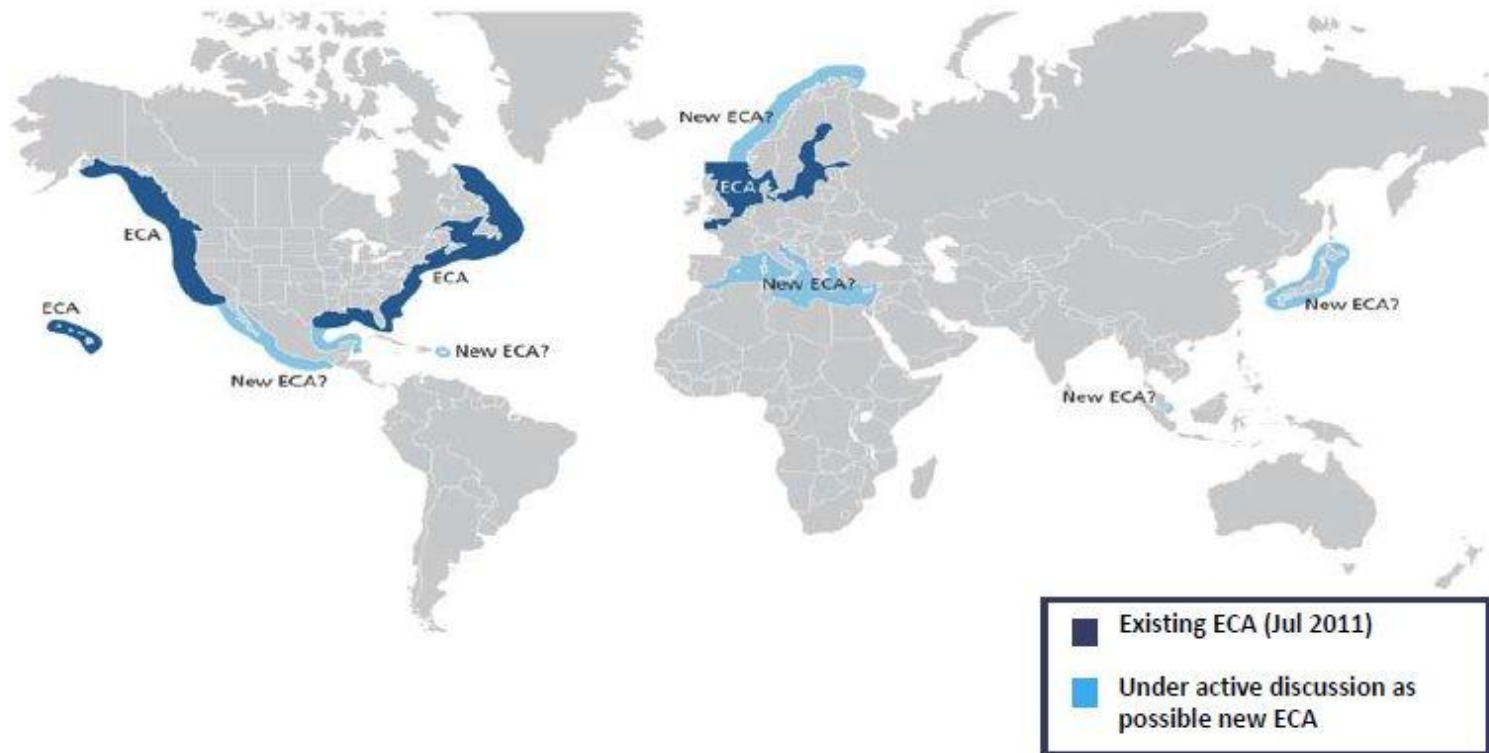 New ECA?
ECA
ECA
ECA
ECA
New ECA?
New ECA?
New ECA?
New ECA?
New ECA?
Existing ECA (Jul 2011)
Under active discussion as
possible new ECA